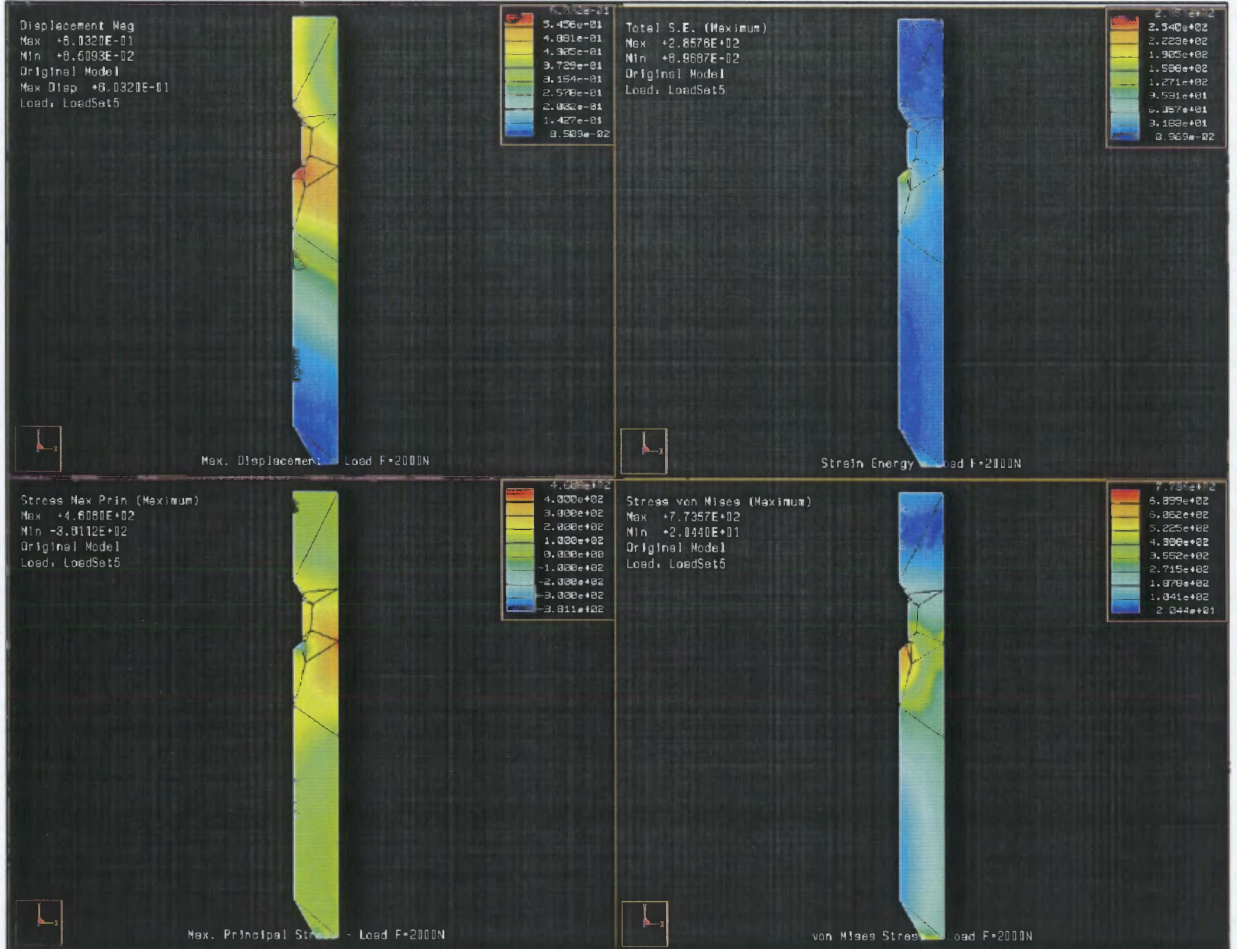 Displacement Mag
Max +6.0320E-01
Min +8.5093E-02
Original Model
Max Disp +6.0320E-01
Load: LoadSet5
5.456e-01
4.881e-01
4.305e-01
3.729e-01
3.154e-01
2.578e-01
2.002e-01
1.427e-01
8.509e-02
Max. Displacement Load F=2000N
Total S.E. (Maximum)
Max +2.8576E+02
Min +8.9687E-02
Original Model
Load: LoadSet5
2.540e+02
2.223e+02
1.905e+02
1.588e+02
1.271e+02
9.531e+01
6.357e+01
3.183e+01
8.969e-02
Strain Energy Load F=2000N
Stress Max Prin (Maximum)
Max +4.6080E+02
Min -3.8112E+02
Original Model
Load: LoadSet5
4.608e+02
4.000e+02
3.000e+02
2.000e+02
1.000e+02
0.000e+00
-1.000e+02
-2.000e+02
-3.000e+02
-3.811e+02
Max. Principal - Load F=2000N
Stress von Mises (Maximum)
Max +7.7357E+02
Min +2.0440E+01
Original Model
Load: LoadSet5
6.899e+02
6.062e+02
5.225e+02
4.388e+02
3.552e+02
2.715e+02
1.878e+02
1.041e+02
2.044e+01
von Mises Stress Load F=2000N